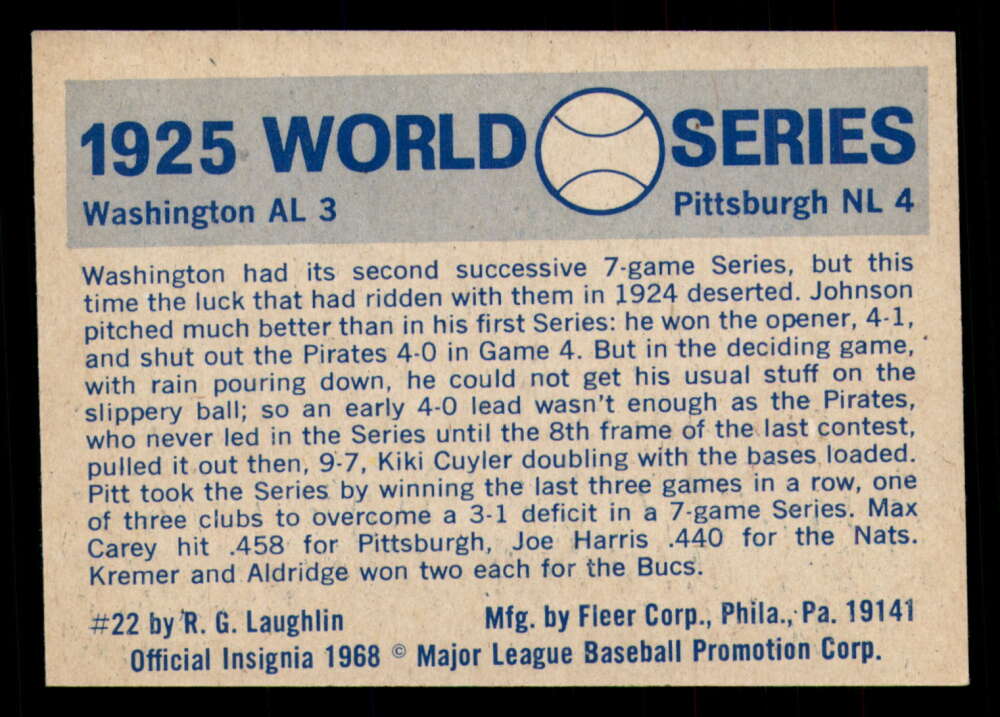 1925 WORLD SERIES
Washington AL 3 Pittsburgh NL 4
Washington had its second successive 7-game Series, but this
time the luck that had ridden with them in 1924 deserted. Johnson
pitched much better than in his first Series: he won the opener, 4-1,
and shut out the Pirates 4-0 in Game 4. But in the deciding game,
with rain pouring down, he could not get his usual stuff on the
slippery ball; so an early 4-0 lead wasn't enough as the Pirates,
who never led in the Series until the 8th frame of the last contest,
pulled it out then, 9-7, Kiki Cuyler doubling with the bases loaded.
Pitt took the Series by winning the last three games in a row, one
of three clubs to overcome a 3-1 deficit in a 7-game Series. Max
Carey hit .458 for Pittsburgh, Joe Harris .440 for the Nats.
Kremer and Aldridge won two each for the Bucs.
#22 by R. G. Laughlin Mfg. by Fleer Corp., Phila., Pa. 19141
Official Insignia 1968 © Major League Baseball Promotion Corp.